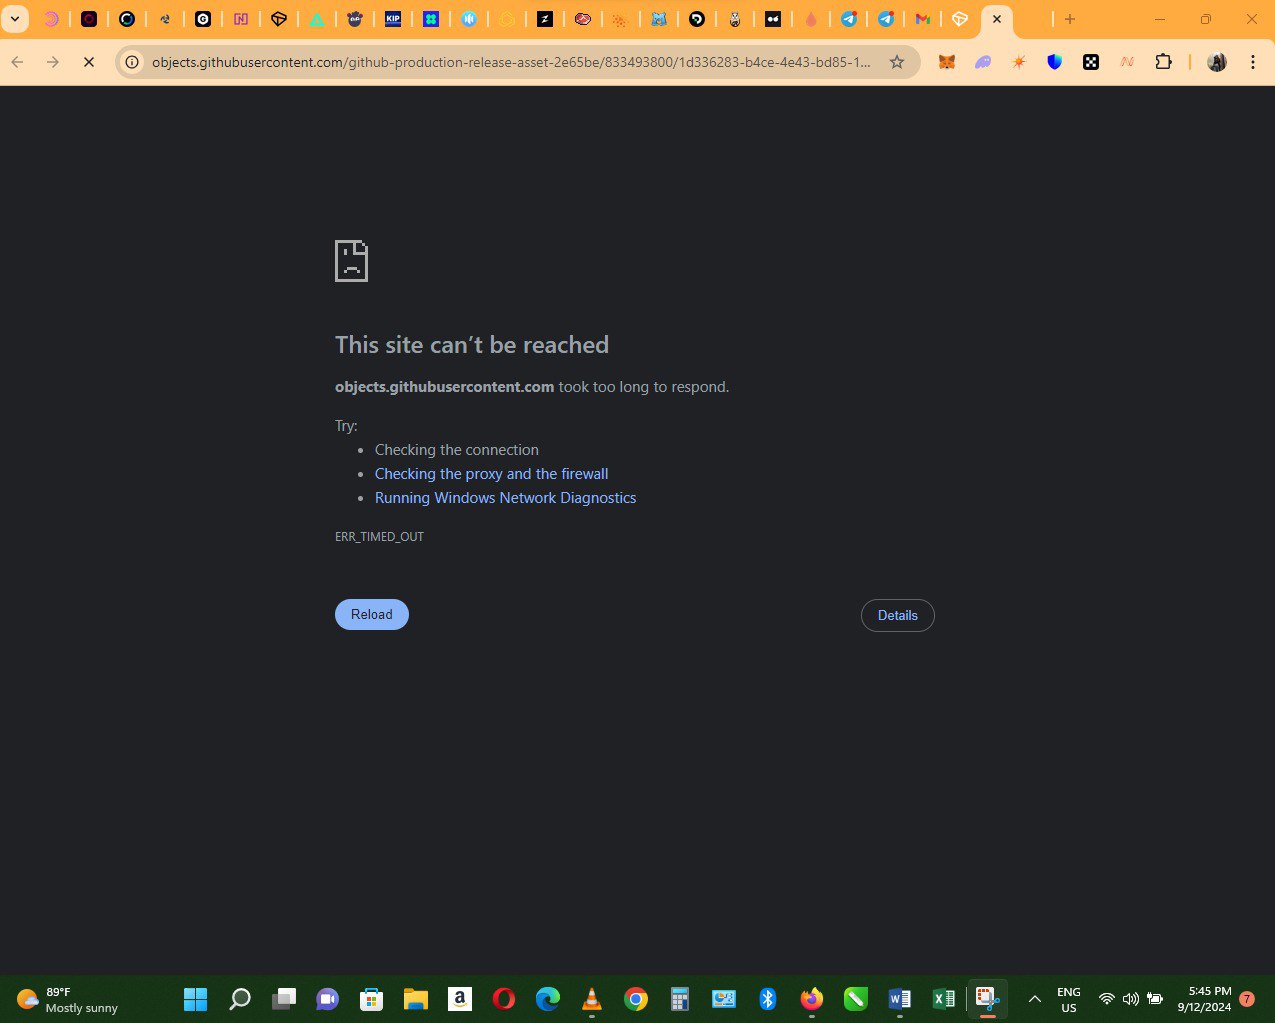 KIP
objects.githubusercontent.com/github-production-release-asset-2e65be/833493800/1d336283-b4ce-4e43-bd85-1...
This site can’t be reached
objects.githubusercontent.com took too long to respond.
Try:
• Checking the connection
• Checking the proxy and the firewall
• Running Windows Network Diagnostics
ERR_TIMED_OUT
Reload
Details
89°F
Mostly sunny
ENG
US
5:45 PM
9/12/2024
7